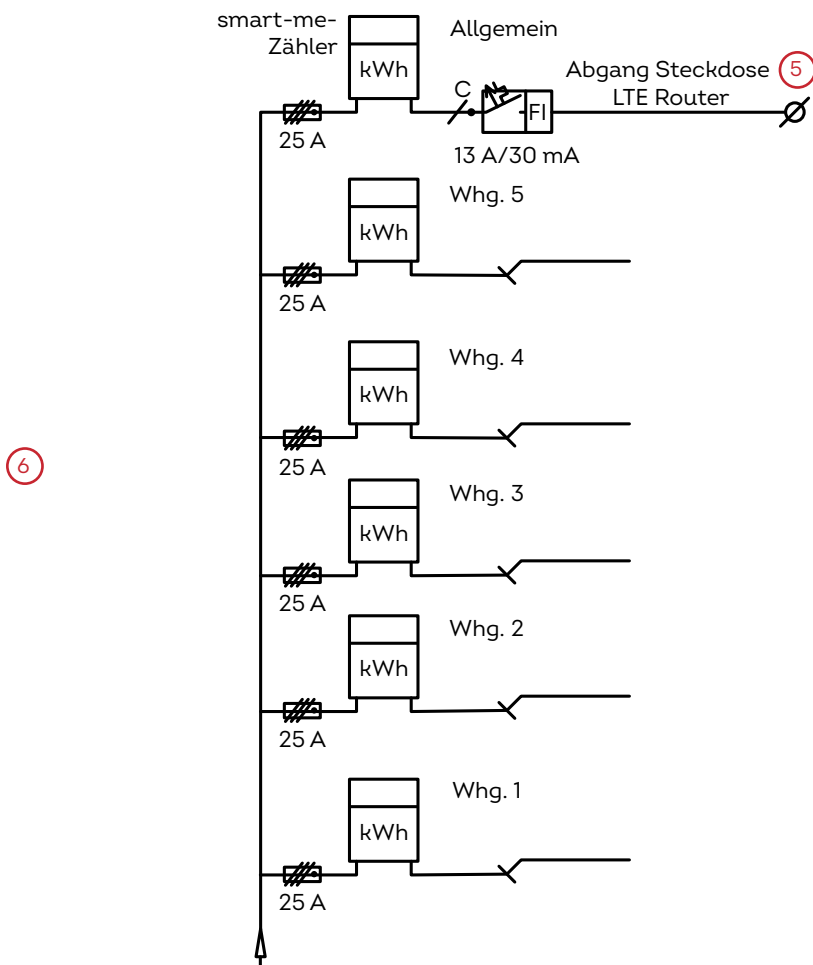 smart-me-
Zähler
kWh
Allgemein
Abgang Steckdose 5
LTE Router
C
FI
25 A
13 A/30 mA
Whg. 5
kWh
25 A
Whg. 4
kWh
6
25 A
Whg. 3
kWh
25 A
Whg. 2
kWh
25 A
Whg. 1
kWh
25 A